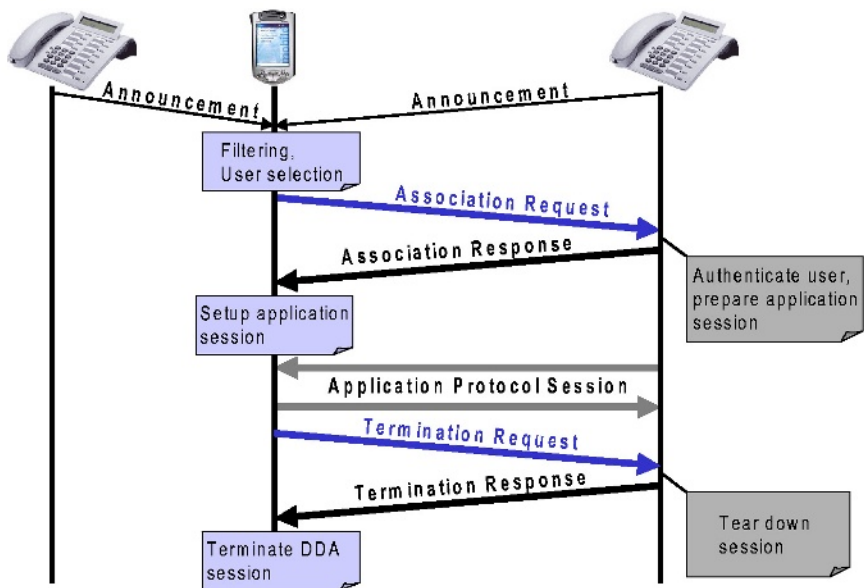 Announcement
Announcement
Filtering,
User selection
Association Request
Association Response
Authenticate user,
prepare application
session
Setup application
session
Application Protocol Session
Termination Request
Termination Response
Tear down
session
Terminate DDA
session